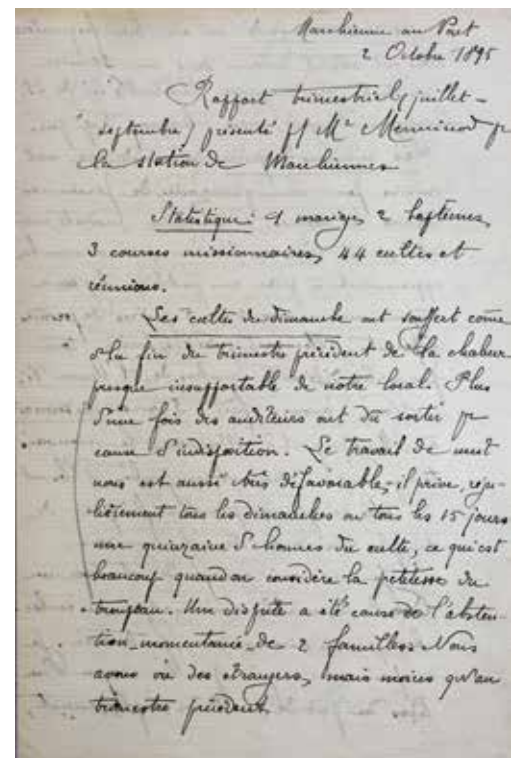 Marchienne au Pont
2 Octobre 1895
Rapport trimestriel (juillet -
septembre) présenté pr Mr Menninod pr
la station de Marchiennes
Statistique : 1 mariage, 2 baptêmes,
3 courses missionnaires, 44 cultes et
réunions.
Les cultes du dimanche ont souffert come
à la fin du trimestre précédent de la chaleur
presque insupportable de notre local. Plus
d'une fois des auditeurs ont dû sortir pr
cause d'indisposition. Le travail de nuit
nous est aussi très défavorable, il prive, régu-
lièrement tous les dimanches ou tous les 15 jours
une quinzaine d'hommes du culte, ce qui est
beaucoup quand on considère la petitesse du
troupeau. Une dispute a été cause de l'absten-
tion momentanée de 2 familles. Nous
avons vu des étrangers, mais moins qu'au
trimestre précédent.